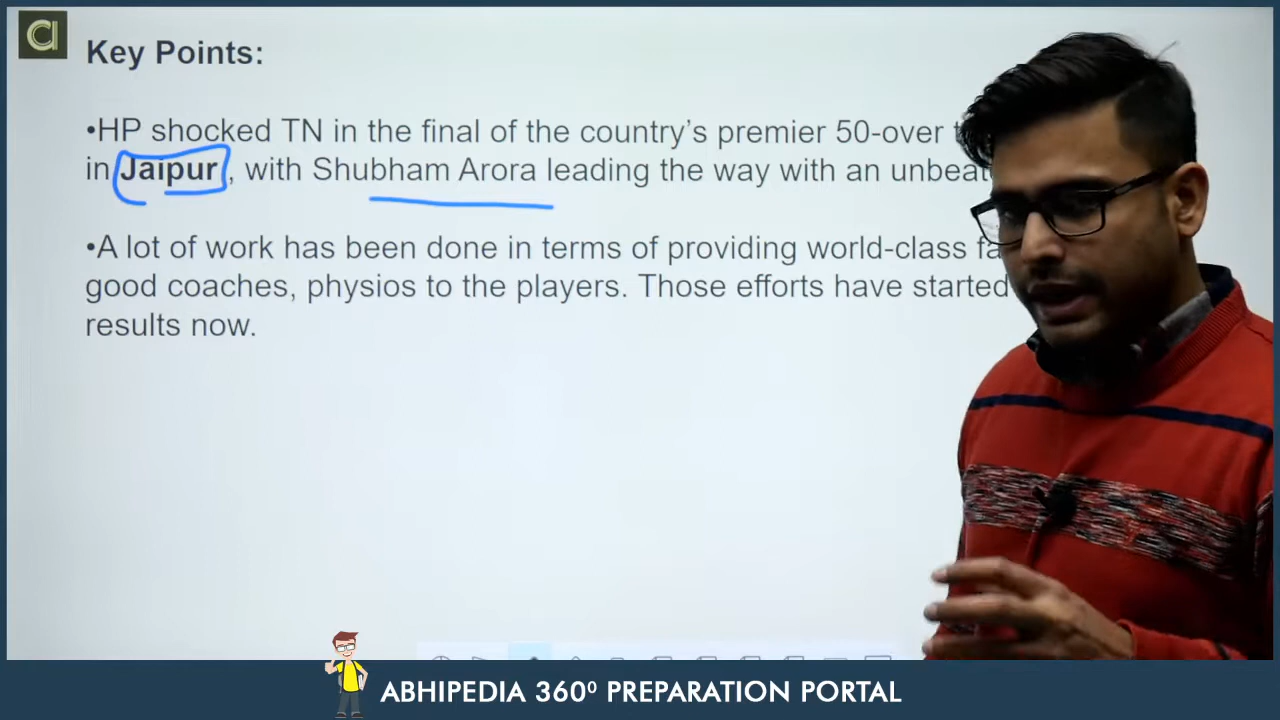 Key Points:
•HP shocked TN in the final of the country's premier 50-over
in Jaipur, with Shubham Arora leading the way with an
•A lot of work has been done in terms of providing world-class
good coaches, physios to the players. Those efforts have started
results now.
ABHIPEDIA 360⁰ PREPARATION PORTAL